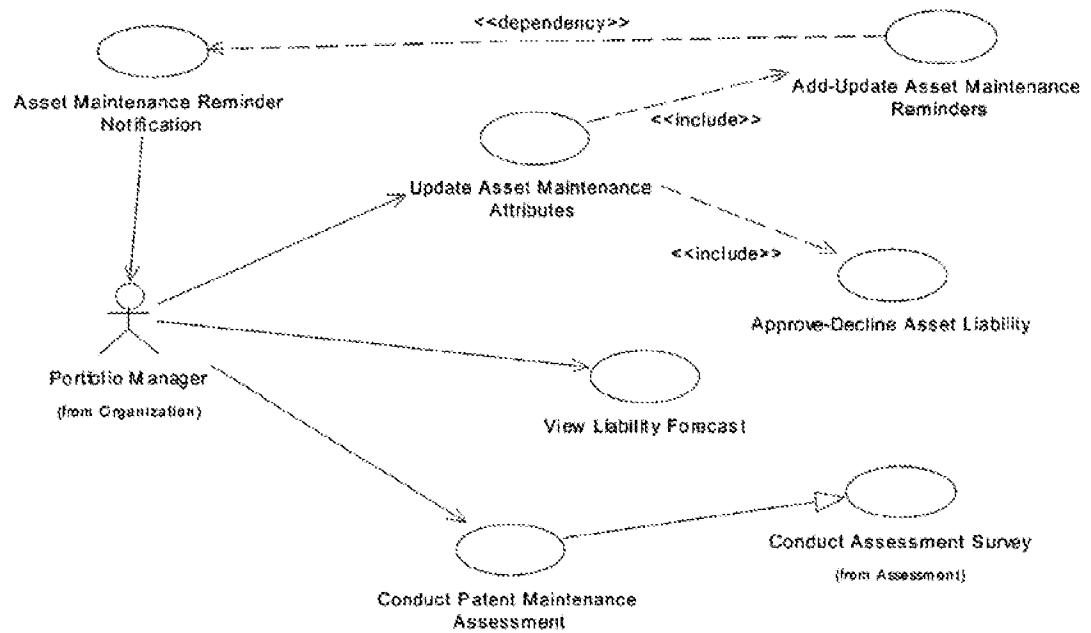 <<dependency>>
Asset Maintenance Reminder
Notification
Add-Update Asset Maintenance
Reminders
<<include>>
Update Asset Maintenance
Attributes
<<include>>
Approve-Decline Asset Liability
Portfolio Manager
(from Organization)
View Liability Forecast
Conduct Assessment Survey
(from Assessment)
Conduct Patent Maintenance
Assessment